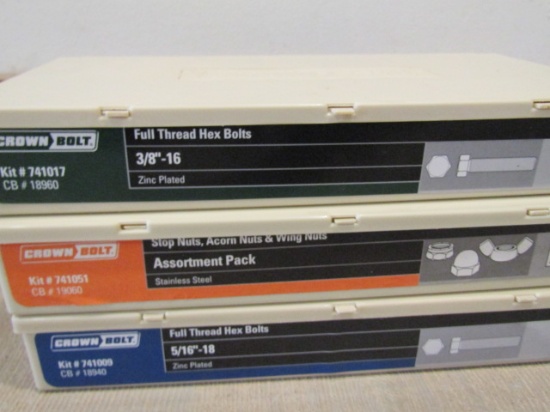 CROWN BOLT.
Kit # 741017
CB # 18960
Full Thread Hex Bolts
3/8"-16
Zinc Plated
CROWN BOLT.
Kit # 741051
CB # 19060
Stop Nuts, Acorn Nuts & Wing Nuts
Assortment Pack
Stainless Steel
CROWN BOLT.
Kit # 741009
CB # 18940
Full Thread Hex Bolts
5/16"-18
Zinc Plated